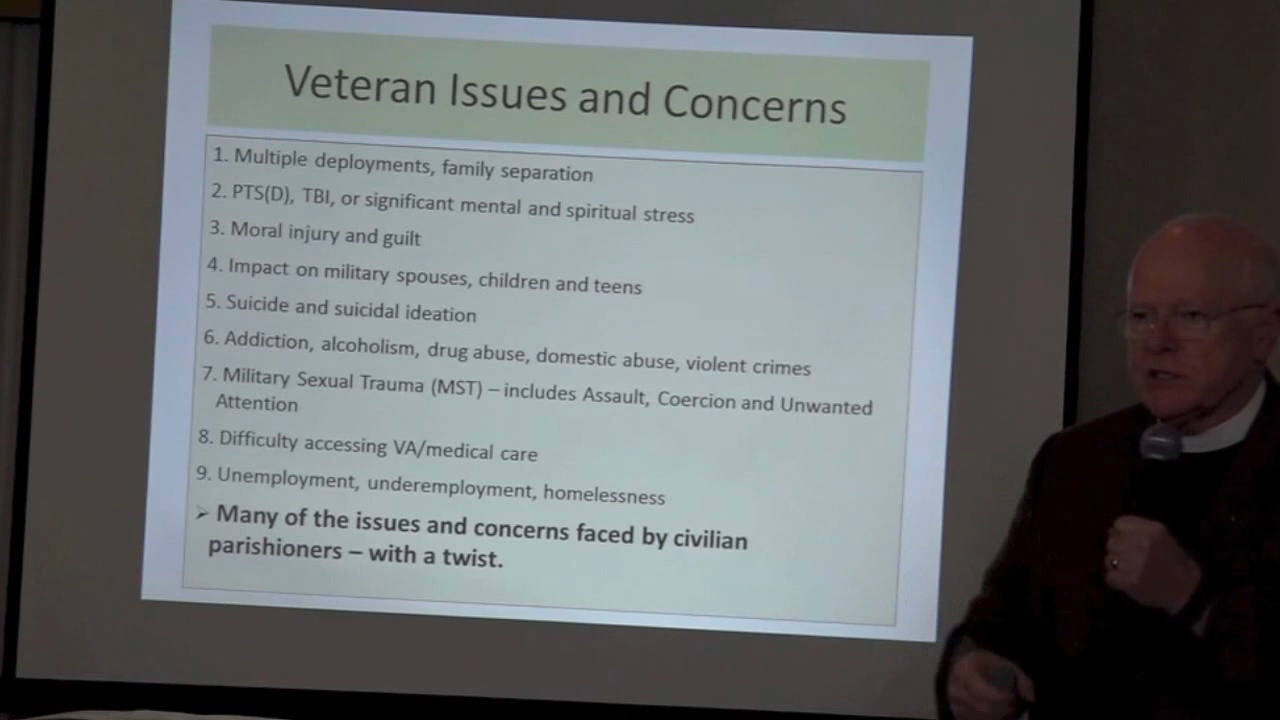 Veteran Issues and Concerns
1. Multiple deployments, family separation
2. PTS(D), TBI, or significant mental and spiritual stress
3. Moral injury and guilt
4. Impact on military spouses, children and teens
5. Suicide and suicidal ideation
6. Addiction, alcoholism, drug abuse, domestic abuse, violent crimes
7. Military Sexual Trauma (MST) – includes Assault, Coercion and Unwanted
Attention
8. Difficulty accessing VA/medical care
9. Unemployment, underemployment, homelessness
➢ Many of the issues and concerns faced by civilian
parishioners – with a twist.